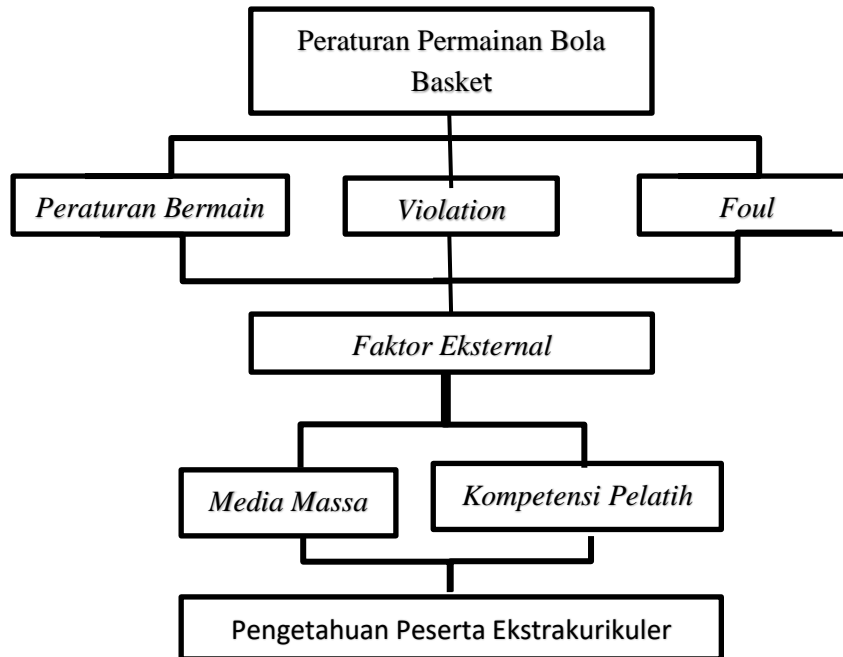 Peraturan Permainan Bola
Basket
Peraturan Bermain
Violation
Foul
Faktor Eksternal
Media Massa
Kompetensi Pelatih
Pengetahuan Peserta Ekstrakurikuler